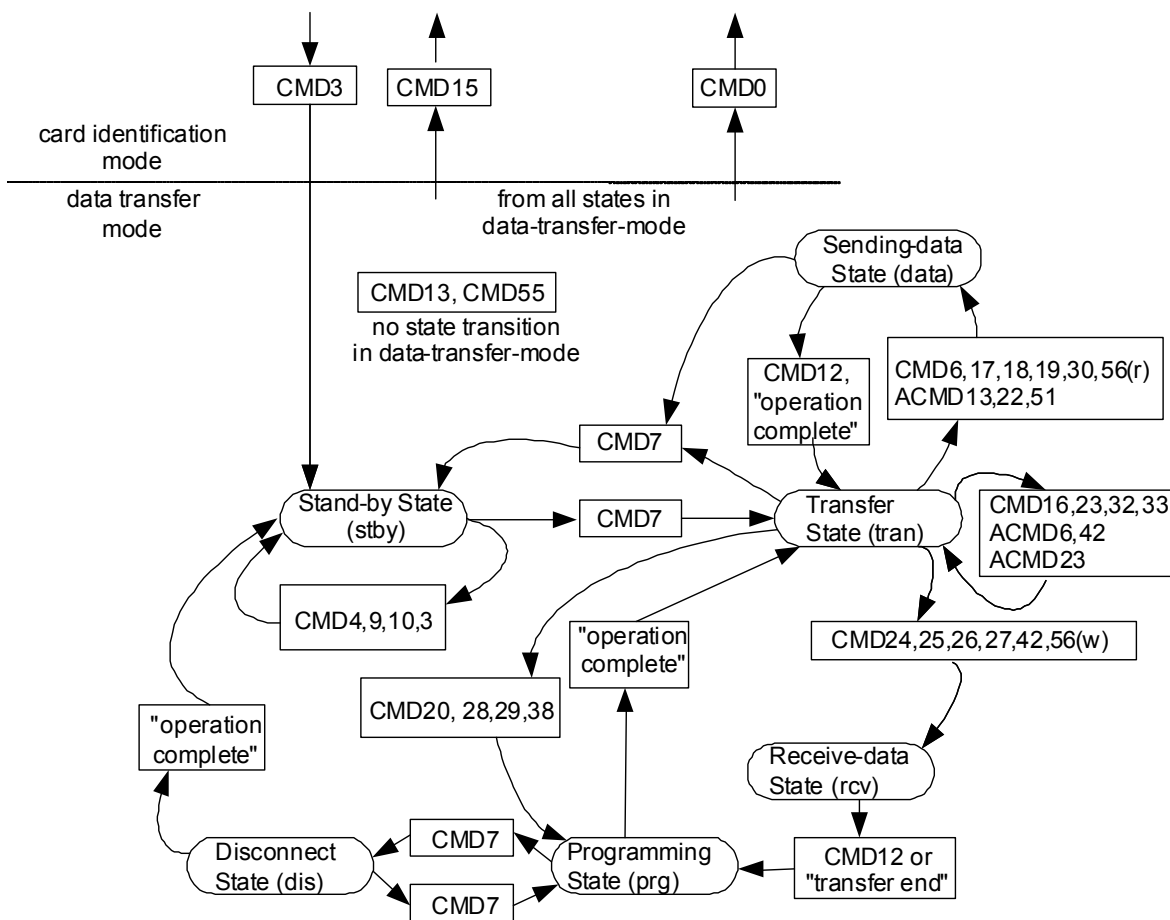 CMD3
CMD15
CMD0
card identification
mode
data transfer
mode
from all states in
data-transfer-mode
Sending-data
State (data)
CMD13, CMD55
no state transition
in data-transfer-mode
CMD12,
"operation
complete"
CMD6,17,18,19,30,56(r)
ACMD13,22,51
CMD7
Stand-by State
(stby)
CMD7
Transfer
State (tran)
CMD16,23,32,33
ACMD6,42
ACMD23
CMD4,9,10,3
"operation
complete"
CMD24,25,26,27,42,56(w)
CMD20, 28,29,38
"operation
complete"
Receive-data
State (rcv)
Disconnect
State (dis)
CMD7
CMD7
Programming
State (prg)
CMD12 or
"transfer end"